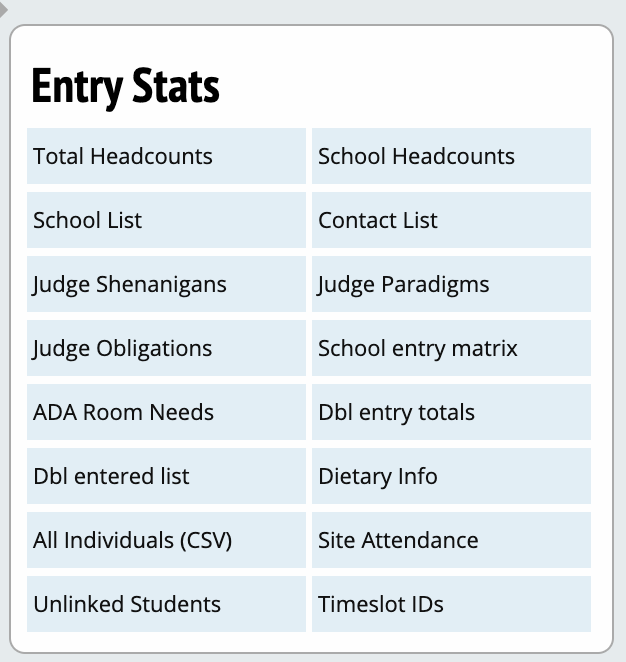 Entry Stats
Total Headcounts
School Headcounts
School List
Contact List
Judge Shenanigans
Judge Paradigms
Judge Obligations
School entry matrix
ADA Room Needs
Dbl entry totals
Dbl entered list
Dietary Info
All Individuals (CSV)
Site Attendance
Unlinked Students
Timeslot IDs